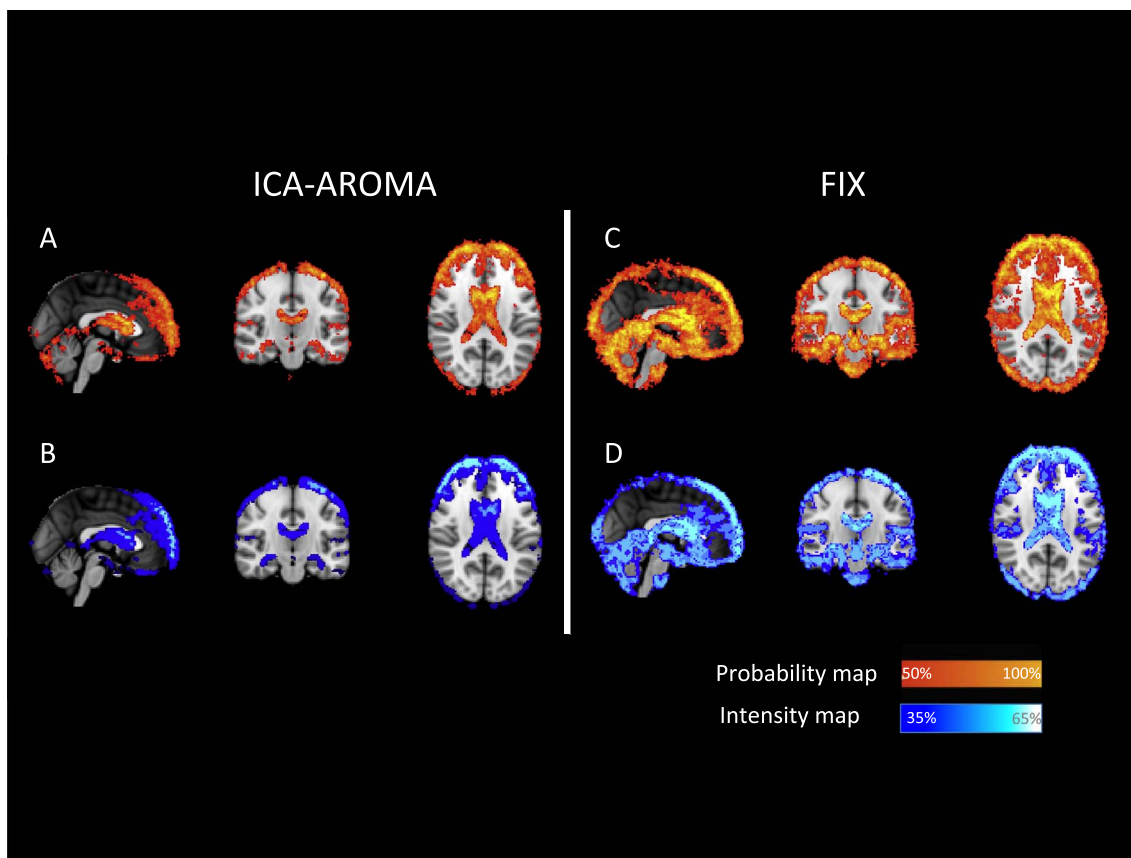 ICA-AROMA
FIX
A
C
B
D
Probability map
50%
100%
Intensity map
35%
65%